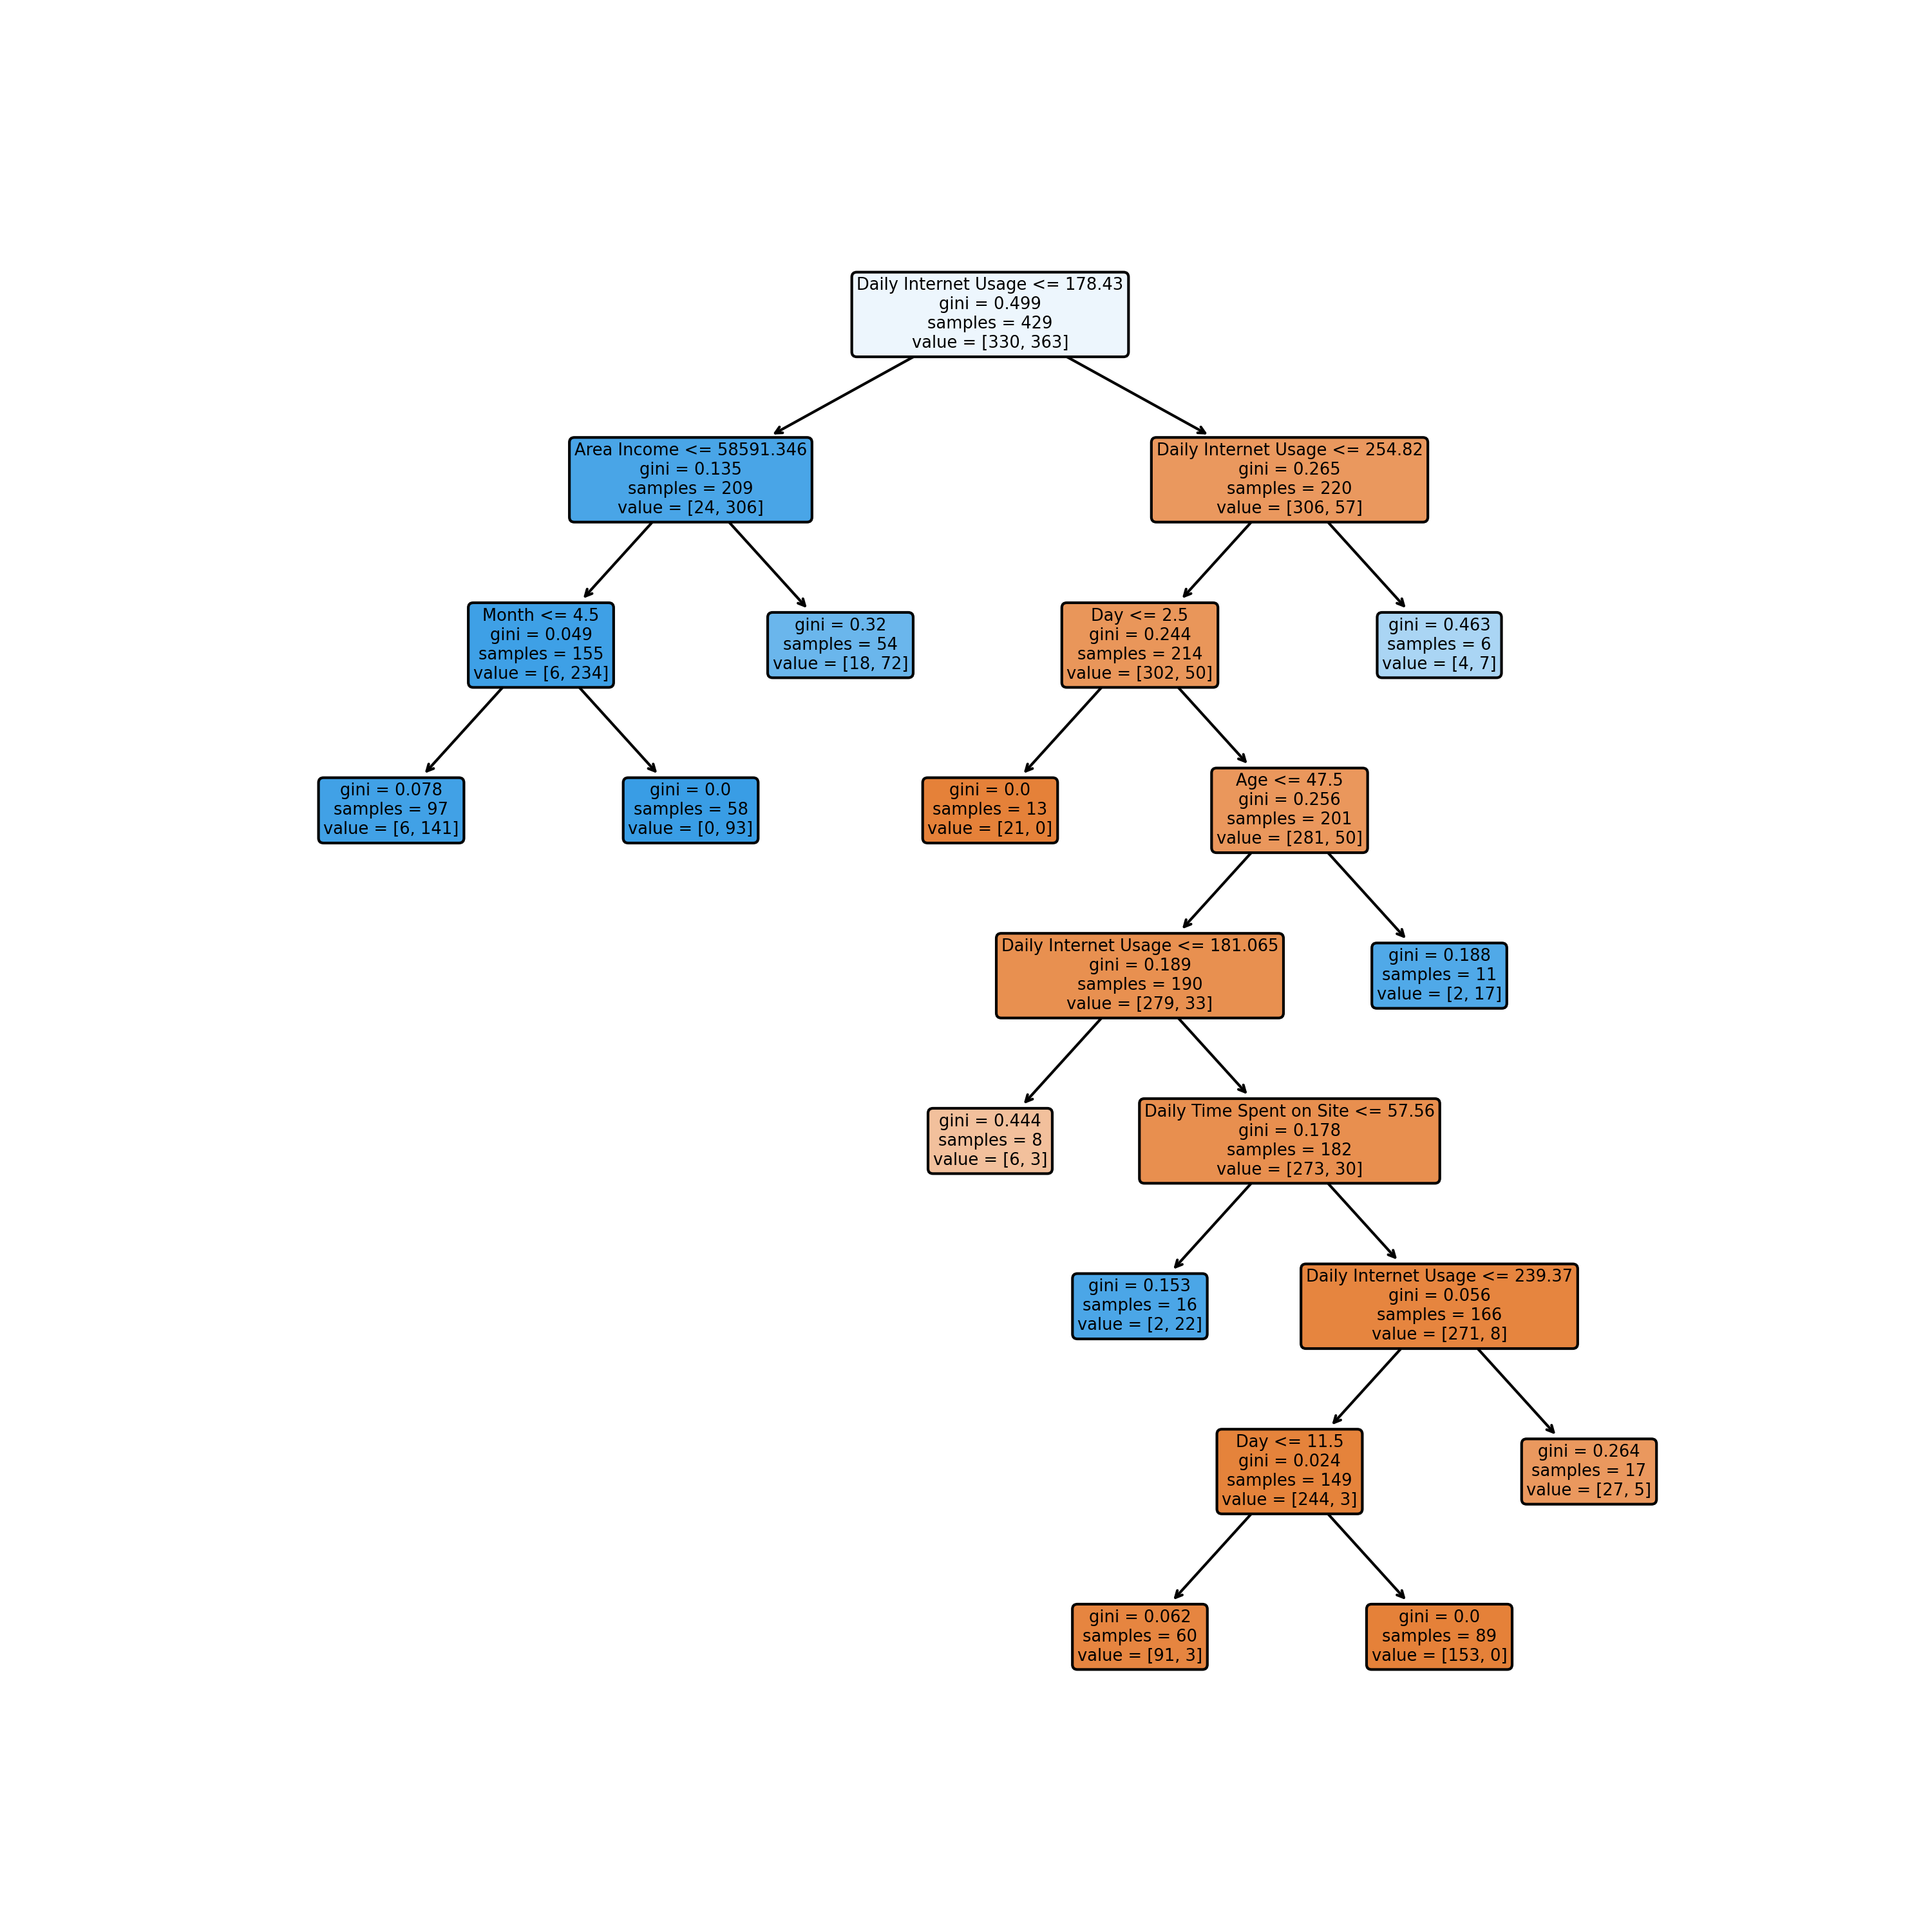 Daily Internet Usage <= 178.43
gini = 0.499
samples = 429
value = [330, 363]
Area Income <= 58591.346
gini = 0.135
samples = 209
value = [24, 306]
Daily Internet Usage <= 254.82
gini = 0.265
samples = 220
value = [306, 57]
Month <= 4.5
gini = 0.049
samples = 155
value = [6, 234]
gini = 0.32
samples = 54
value = [18, 72]
Day <= 2.5
gini = 0.244
samples = 214
value = [302, 50]
gini = 0.463
samples = 6
value = [4, 7]
gini = 0.078
samples = 97
value = [6, 141]
gini = 0.0
samples = 58
value = [0, 93]
gini = 0.0
samples = 13
value = [21, 0]
Age <= 47.5
gini = 0.256
samples = 201
value = [281, 50]
Daily Internet Usage <= 181.065
gini = 0.189
samples = 190
value = [279, 33]
gini = 0.188
samples = 11
value = [2, 17]
gini = 0.444
samples = 8
value = [6, 3]
Daily Time Spent on Site <= 57.56
gini = 0.178
samples = 182
value = [273, 30]
gini = 0.153
samples = 16
value = [2, 22]
Daily Internet Usage <= 239.37
gini = 0.056
samples = 166
value = [271, 8]
Day <= 11.5
gini = 0.024
samples = 149
value = [244, 3]
gini = 0.264
samples = 17
value = [27, 5]
gini = 0.062
samples = 60
value = [91, 3]
gini = 0.0
samples = 89
value = [153, 0]